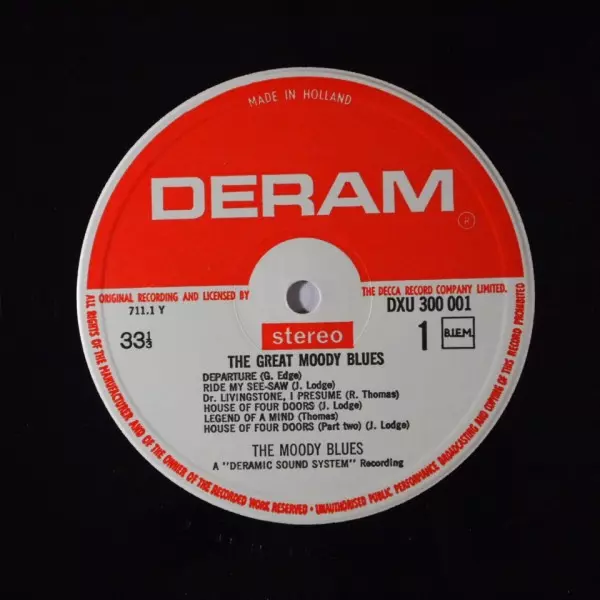 MADE IN HOLLAND
DERAM
R
ORIGINAL RECORDING AND LICENSED BY THE DECCA RECORD COMPANY LIMITED.
711.1 Y
DXU 300 001
33⅓
stereo
1
B.I.E.M.
THE GREAT MOODY BLUES
DEPARTURE (G. Edge)
RIDE MY SEE-SAW (J. Lodge)
Dr. LIVINGSTONE, I PRESUME (R. Thomas)
HOUSE OF FOUR DOORS (J. Lodge)
LEGEND OF A MIND (Thomas)
HOUSE OF FOUR DOORS (Part two) (J. Lodge)
THE MOODY BLUES
A "DERAMIC SOUND SYSTEM" Recording
ALL RIGHTS OF THE MANUFACTURER AND OF THE OWNER OF THE RECORDED WORK RESERVED • UNAUTHORISED PUBLIC PERFORMANCE BROADCASTING AND COPYING OF THIS RECORD PROHIBITED